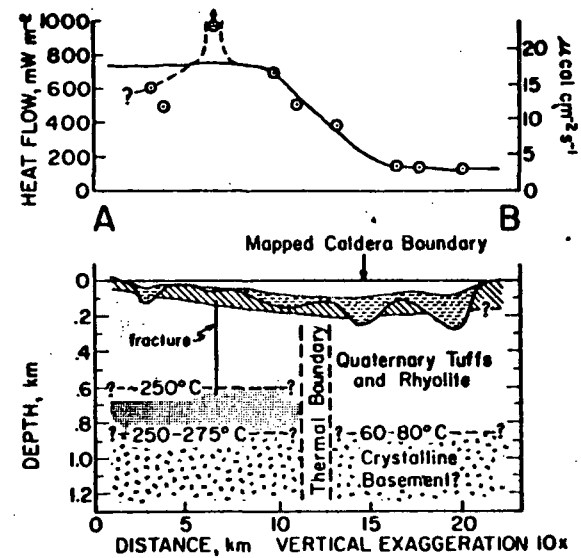 HEAT FLOW, mW m⁻²
1000
800
600
400
200
0
?
μcal cm⁻²s⁻¹
20
15
10
5
0
A
B
Mapped Caldera Boundary
DEPTH, km
0
.2
.4
.6
.8
1.0
1.2
fracture
Thermal Boundary
Quaternary Tuffs
and Rhyolite
?
?--~250°C----?
?-+250-275°C---?
?--60-80°C---?
Crystalline
Basement?
0
5
10
15
20
DISTANCE, km
VERTICAL EXAGGERATION 10x